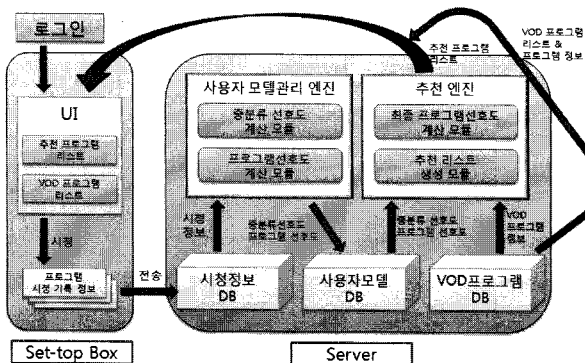 로그인
UI
추천 프로그램
리스트
VOD 프로그램
리스트
시청
프로그램
시청 기록 정보
Set-top Box
전송
사용자 모델관리 엔진
중분류 선호도
계산 모듈
프로그램선호도
계산 모듈
추천 엔진
최종 프로그램선호도
계산 모듈
추천 리스트
생성 모듈
추천 프로그램
리스트
VOD 프로그램
리스트 &
프로그램 정보
시청
정보
중분류선호도
프로그램 선호도
중분류선호도
프로그램 선호도
VOD
프로그램
정보
시청정보
DB
사용자모델
DB
VOD프로그램
DB
Server